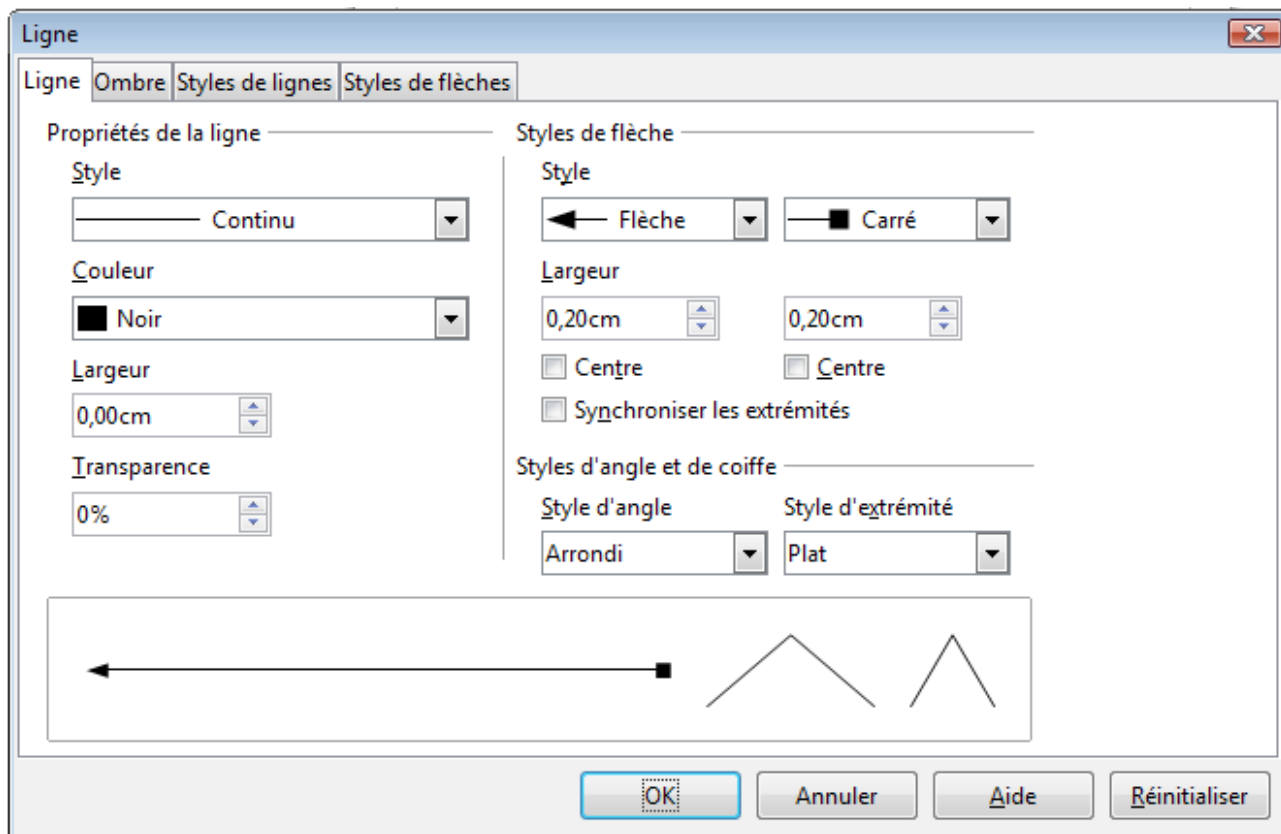 Ligne
Ligne Ombre Styles de lignes Styles de flèches
Propriétés de la ligne
Style
Continu
Couleur
Noir
Largeur
0,00cm
Transparence
0%
Styles de flèche
Style
Flèche Carré
Largeur
0,20cm 0,20cm
Centre Centre
Synchroniser les extrémités
Styles d'angle et de coiffe
Style d'angle Style d'extrémité
Arrondi Plat
OK Annuler Aide Réinitialiser